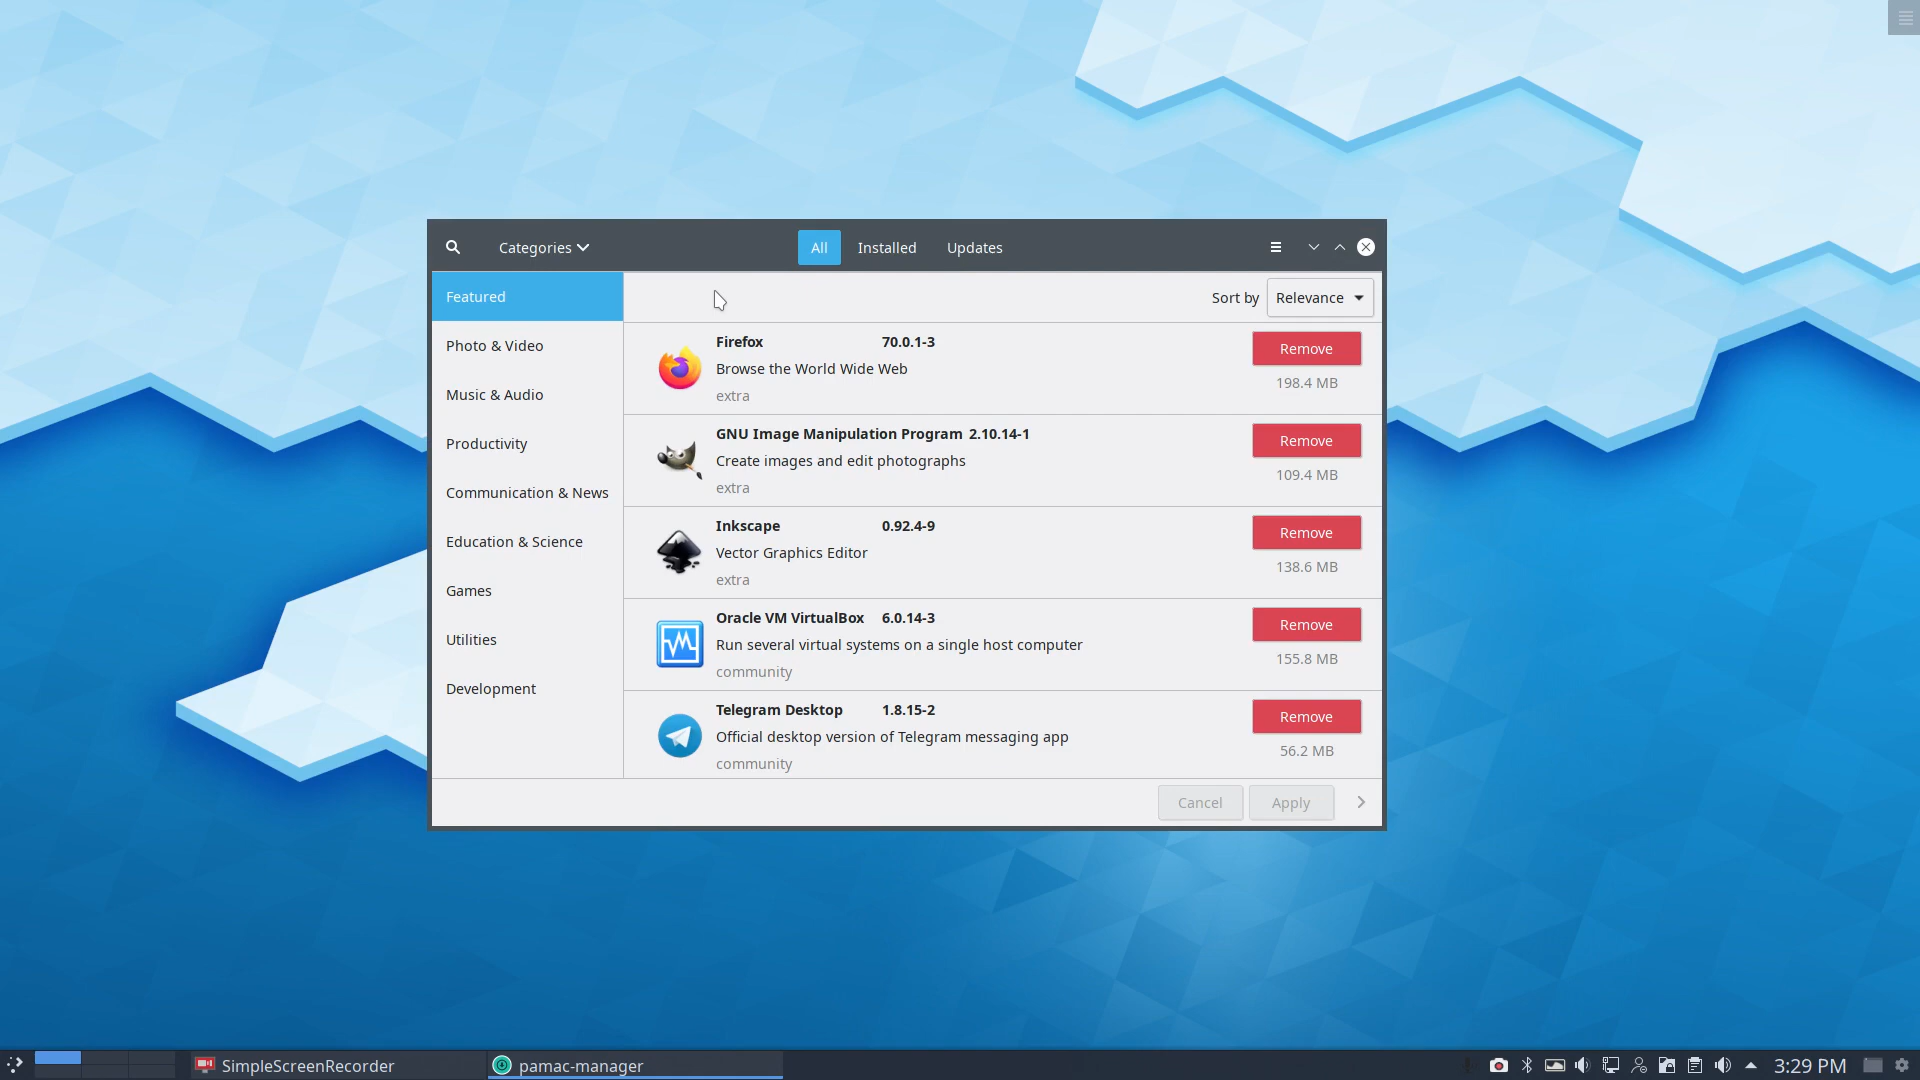 Categories
All Installed Updates
Featured
Sort by Relevance
Photo & Video
Music & Audio
Productivity
Communication & News
Education & Science
Games
Utilities
Development
Firefox 70.0.1-3
Browse the World Wide Web
extra
Remove
198.4 MB
GNU Image Manipulation Program 2.10.14-1
Create images and edit photographs
extra
Remove
109.4 MB
Inkscape 0.92.4-9
Vector Graphics Editor
extra
Remove
138.6 MB
Oracle VM VirtualBox 6.0.14-3
Run several virtual systems on a single host computer
community
Remove
155.8 MB
Telegram Desktop 1.8.15-2
Official desktop version of Telegram messaging app
community
Remove
56.2 MB
Cancel Apply
SimpleScreenRecorder pamac-manager 3:29 PM